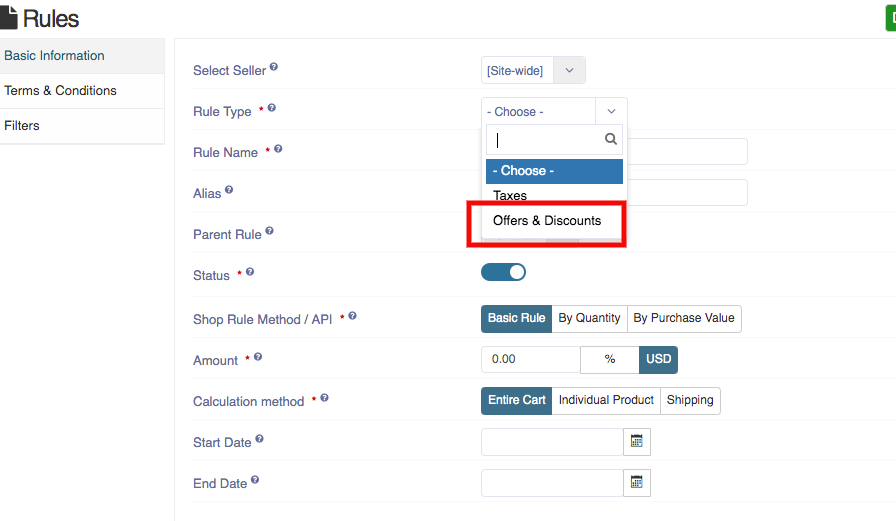 Rules
Basic Information
Terms & Conditions
Filters
Select Seller ?
[Site-wide]
Rule Type * ?
- Choose -
- Choose -
Taxes
Offers & Discounts
Rule Name * ?
Alias ?
Parent Rule ?
Status * ?
Shop Rule Method / API * ?
Basic Rule By Quantity By Purchase Value
Amount * ?
0.00 % USD
Calculation method * ?
Entire Cart Individual Product Shipping
Start Date ?
End Date ?